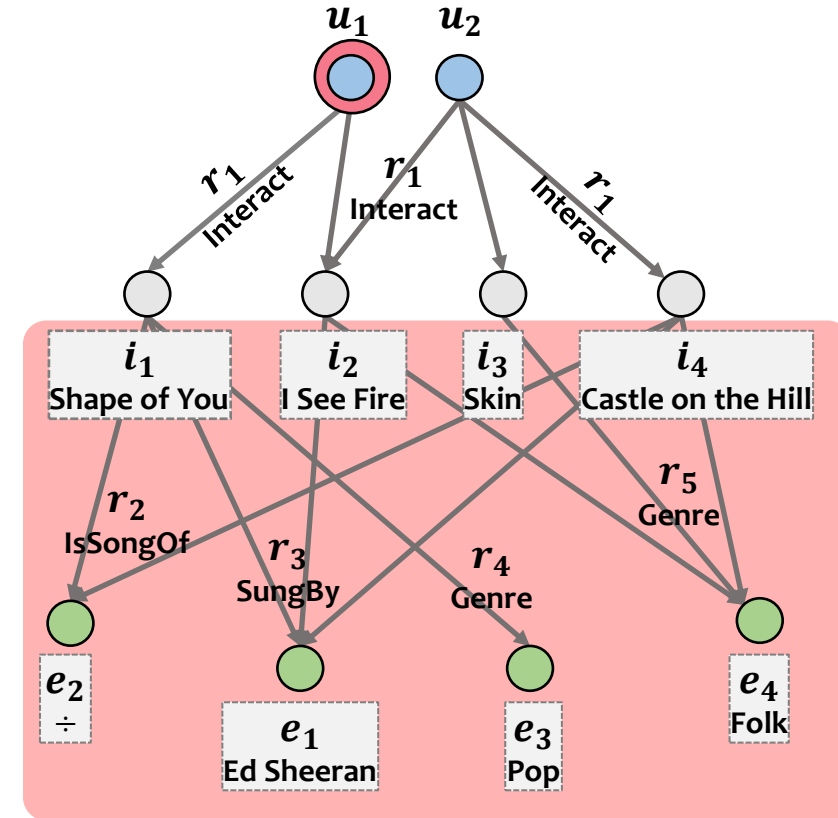 u₁
u₂
r₁
Interact
r₁
Interact
r₁
Interact
i₁
Shape of You
i₂
I See Fire
i₃
Skin
i₄
Castle on the Hill
r₂
IsSongOf
r₃
SungBy
r₄
Genre
r₅
Genre
e₂
÷
e₁
Ed Sheeran
e₃
Pop
e₄
Folk